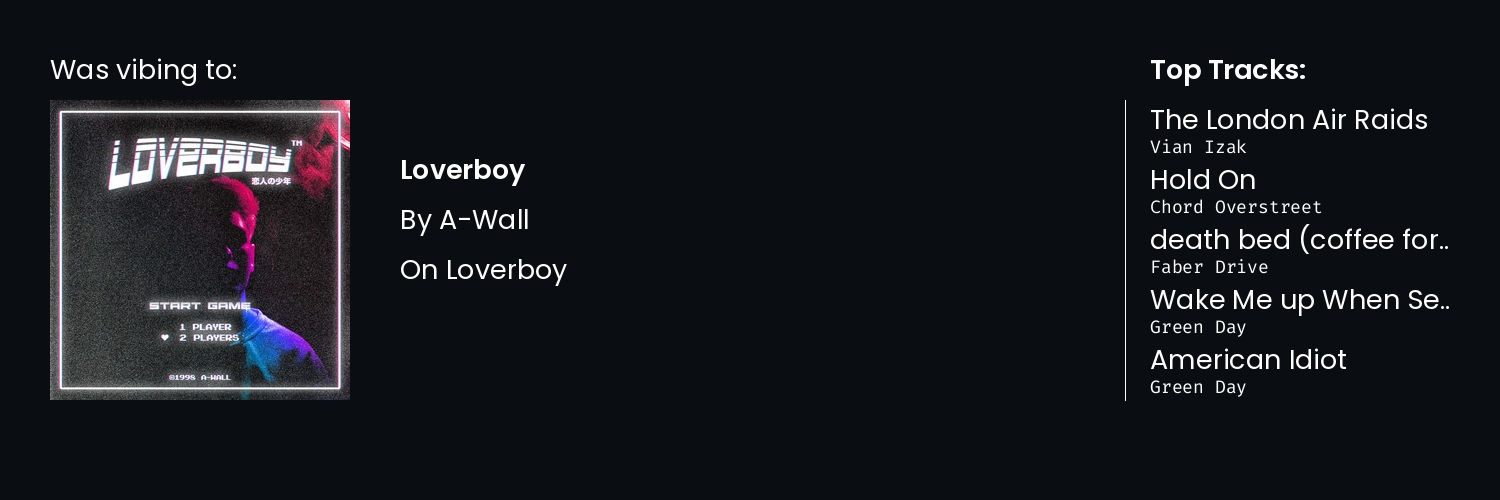 Was vibing to:
LOVERBOY™
恋人の少年
START GAME
1 PLAYER
♥ 2 PLAYERS
©1998 A-WALL
Loverboy
By A-Wall
On Loverboy
Top Tracks:
The London Air Raids
Vian Izak
Hold On
Chord Overstreet
death bed (coffee for..
Faber Drive
Wake Me up When Se..
Green Day
American Idiot
Green Day